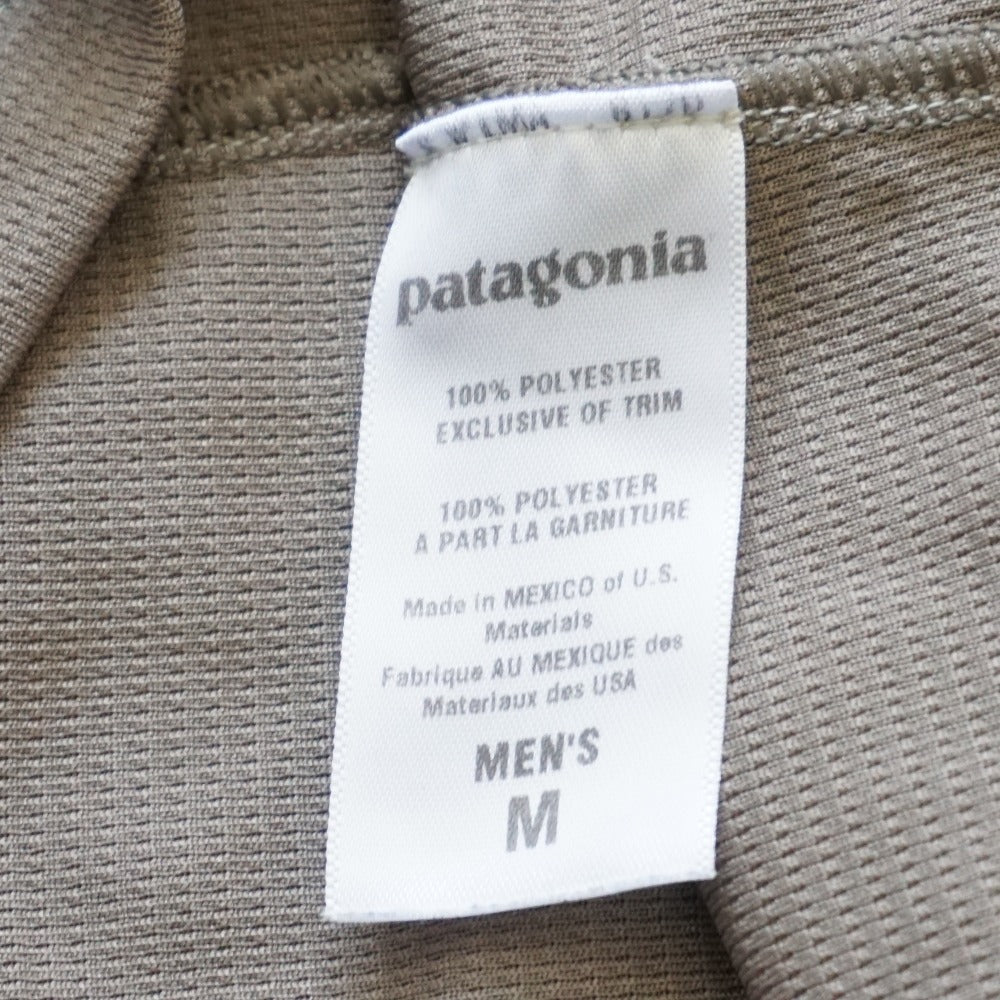 patagonia
100% POLYESTER
EXCLUSIVE OF TRIM
100% POLYESTER
A PART LA GARNITURE
Made in MEXICO of U.S.
Materials
Fabrique AU MEXIQUE des
Materiaux des USA
MEN'S
M